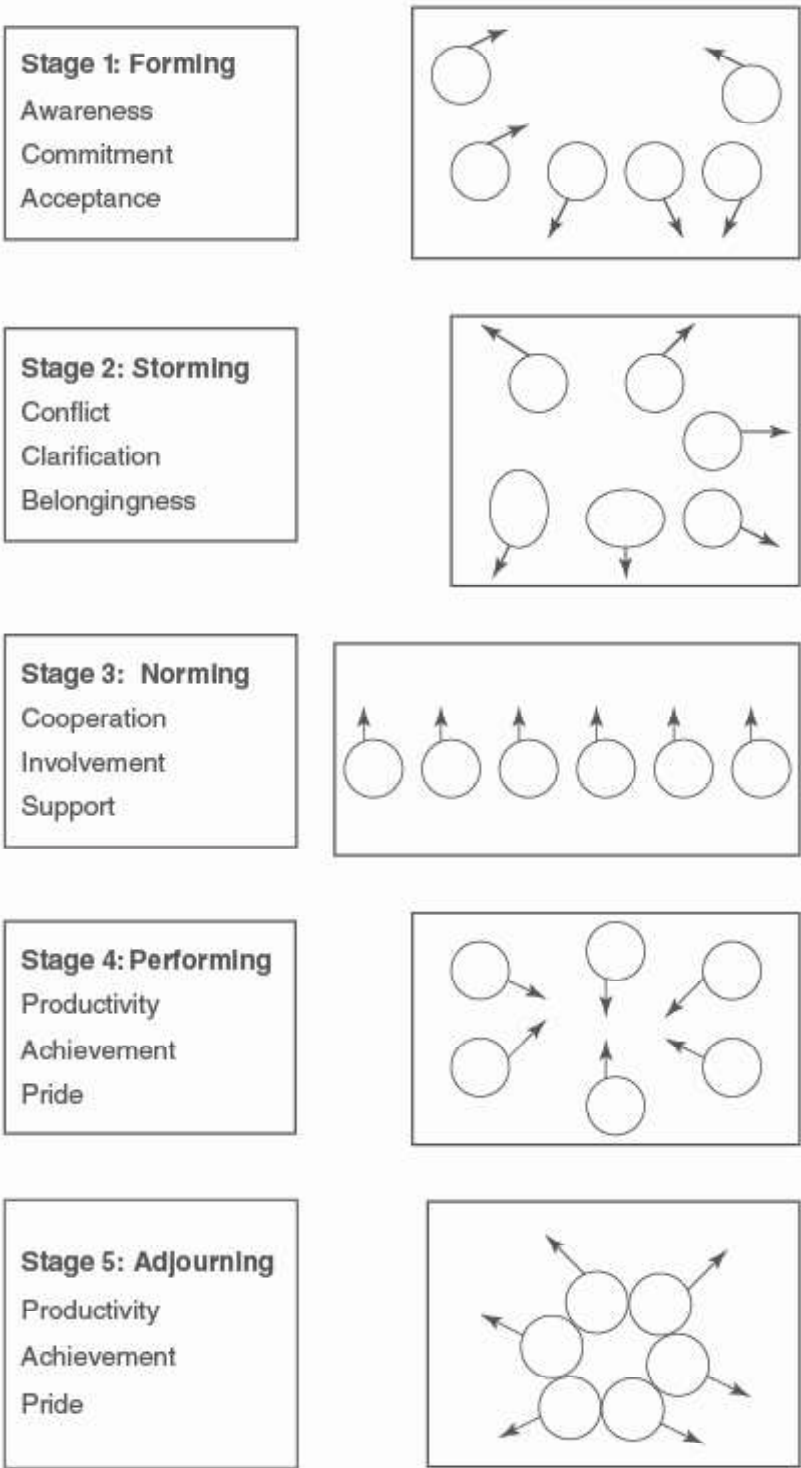 Stage 1: Forming
Awareness
Commitment
Acceptance
Stage 2: Storming
Conflict
Clarification
Belongingness
Stage 3: Norming
Cooperation
Involvement
Support
Stage 4: Performing
Productivity
Achievement
Pride
Stage 5: Adjourning
Productivity
Achievement
Pride